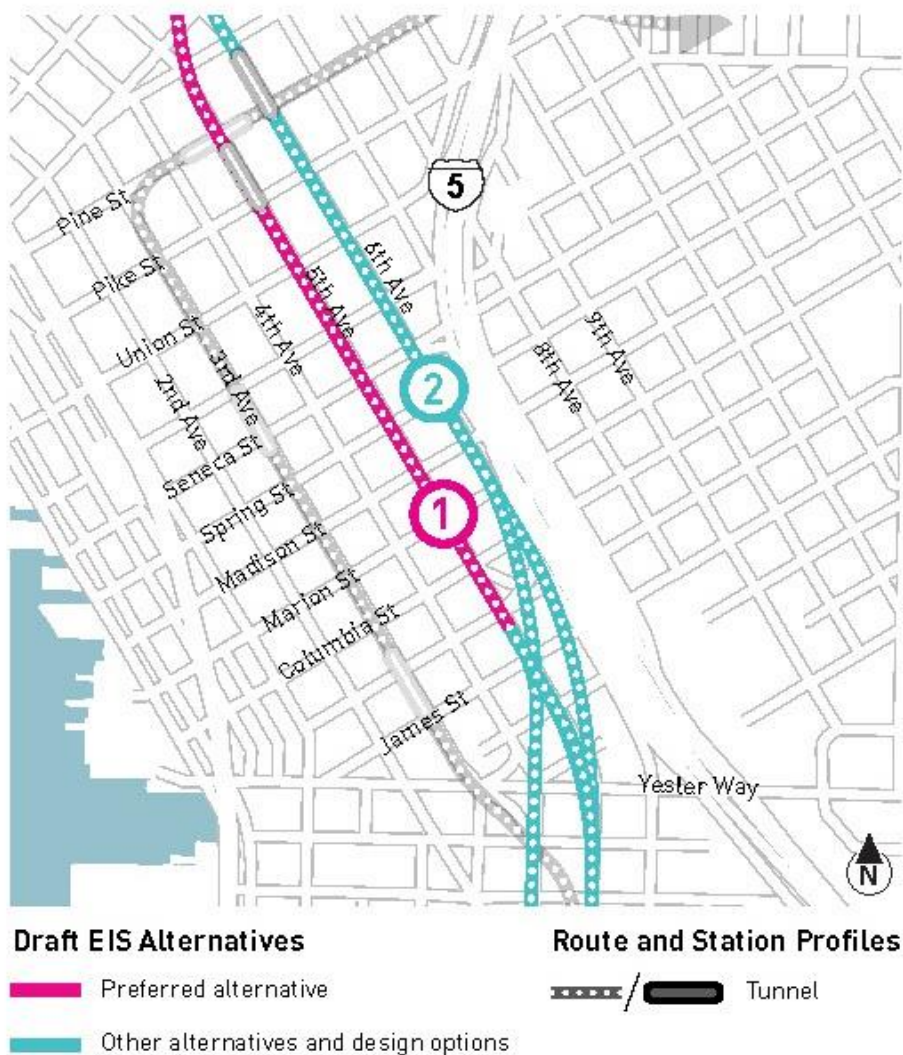 5
Pine St
Pike St
Union St
2nd Ave
3rd Ave
4th Ave
5th Ave
6th Ave
8th Ave
9th Ave
2
Seneca St
Spring St
1
Madison St
Marion St
Columbia St
James St
Yester Way
N
Draft EIS Alternatives
Preferred alternative
Other alternatives and design options
Route and Station Profiles
/ Tunnel